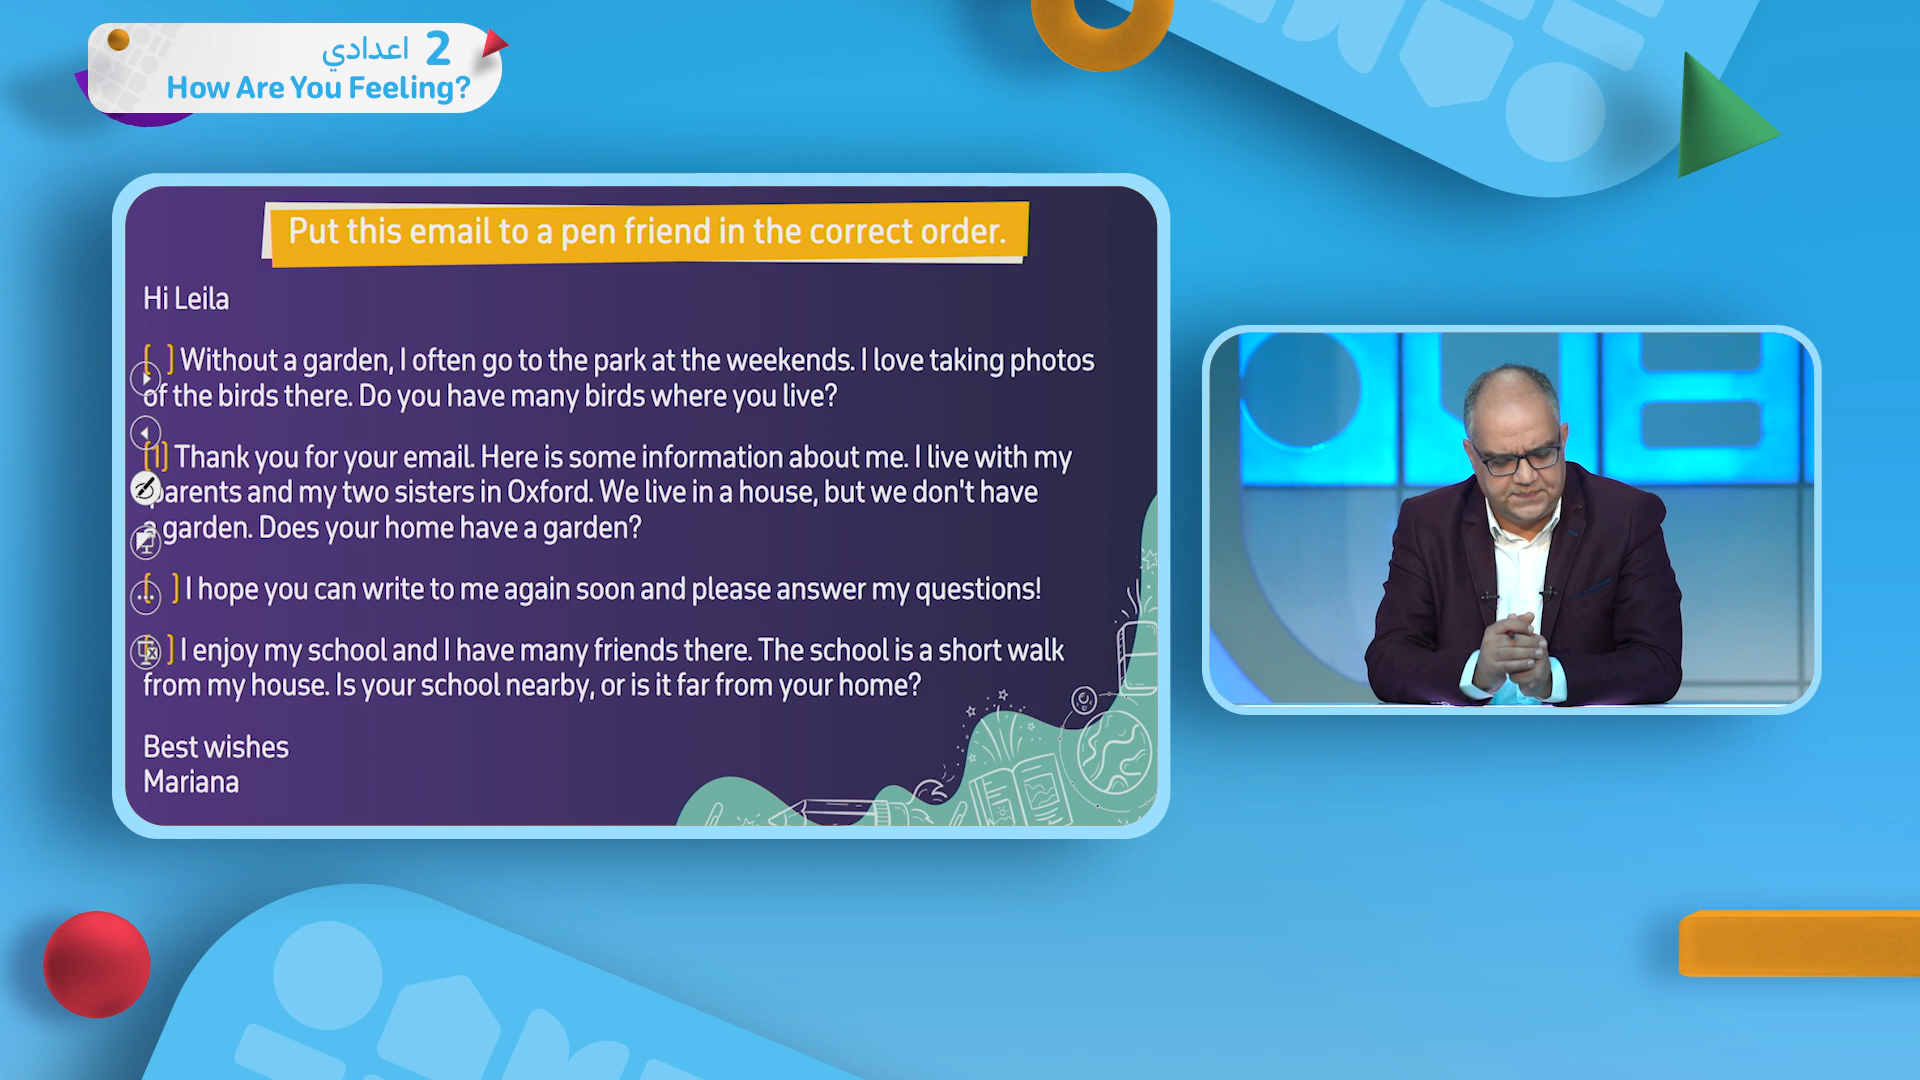 2 اعدادي
How Are You Feeling?
Put this email to a pen friend in the correct order.
Hi Leila
( ) Without a garden, I often go to the park at the weekends. I love taking photos
of the birds there. Do you have many birds where you live?
(1) Thank you for your email. Here is some information about me. I live with my
parents and my two sisters in Oxford. We live in a house, but we don't have
a garden. Does your home have a garden?
( ) I hope you can write to me again soon and please answer my questions!
( ) I enjoy my school and I have many friends there. The school is a short walk
from my house. Is your school nearby, or is it far from your home?
Best wishes
Mariana